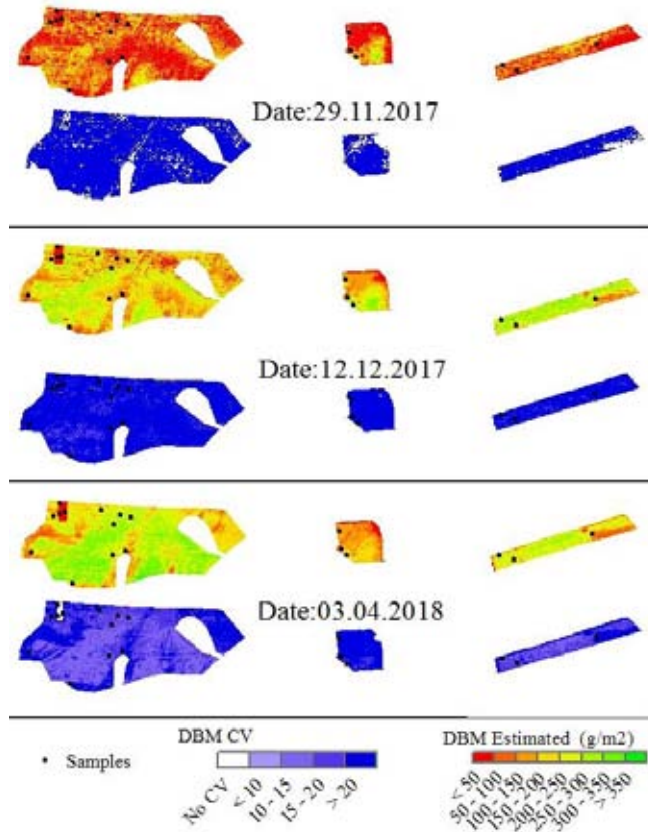 Date:29.11.2017
Date:12.12.2017
Date:03.04.2018
Samples
DBM CV
No CV
< 10
10 - 15
15 - 20
> 20
DBM Estimated (g/m2)
< 50
50 - 100
100 - 150
150 - 200
200 - 250
250 - 300
300 - 350
> 350